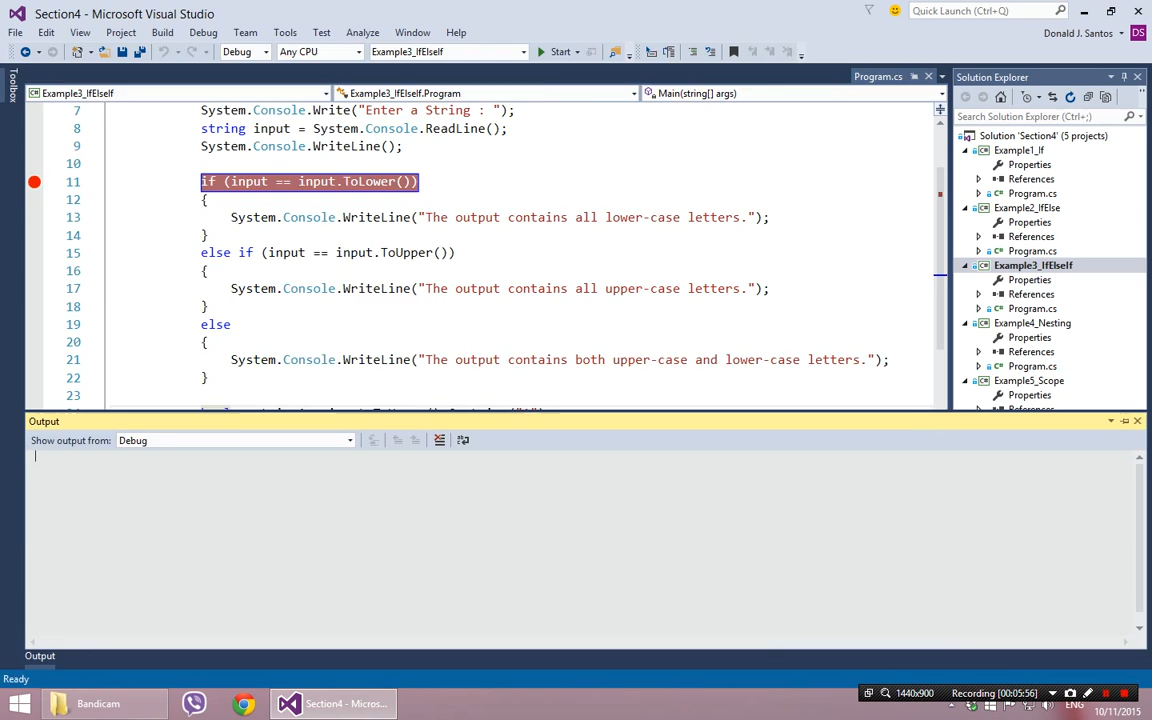 Section4 - Microsoft Visual Studio
Quick Launch (Ctrl+Q)
File Edit View Project Build Debug Team Tools Test Analyze Window Help
Donald J. Santos DS
Debug Any CPU Example3_IfElseIf Start
Toolbox
Program.cs
Solution Explorer
Example3_IfElseIf Example3_IfElseIf.Program Main(string[] args)
Search Solution Explorer (Ctrl+;)
7 System.Console.Write("Enter a String : ");
8 string input = System.Console.ReadLine();
9 System.Console.WriteLine();
10
11 if (input == input.ToLower())
12 {
13 System.Console.WriteLine("The output contains all lower-case letters.");
14 }
15 else if (input == input.ToUpper())
16 {
17 System.Console.WriteLine("The output contains all upper-case letters.");
18 }
19 else
20 {
21 System.Console.WriteLine("The output contains both upper-case and lower-case letters.");
22 }
23
Solution 'Section4' (5 projects)
Example1_If
Properties
References
Program.cs
Example2_IfElse
Properties
References
Program.cs
Example3_IfElseIf
Properties
References
Program.cs
Example4_Nesting
Properties
References
Program.cs
Example5_Scope
Properties
References
Output
Show output from: Debug
Output
Ready
Bandicam
Section4 - Micros...
1440x900 Recording [00:05:56]
ENG
10/11/2015